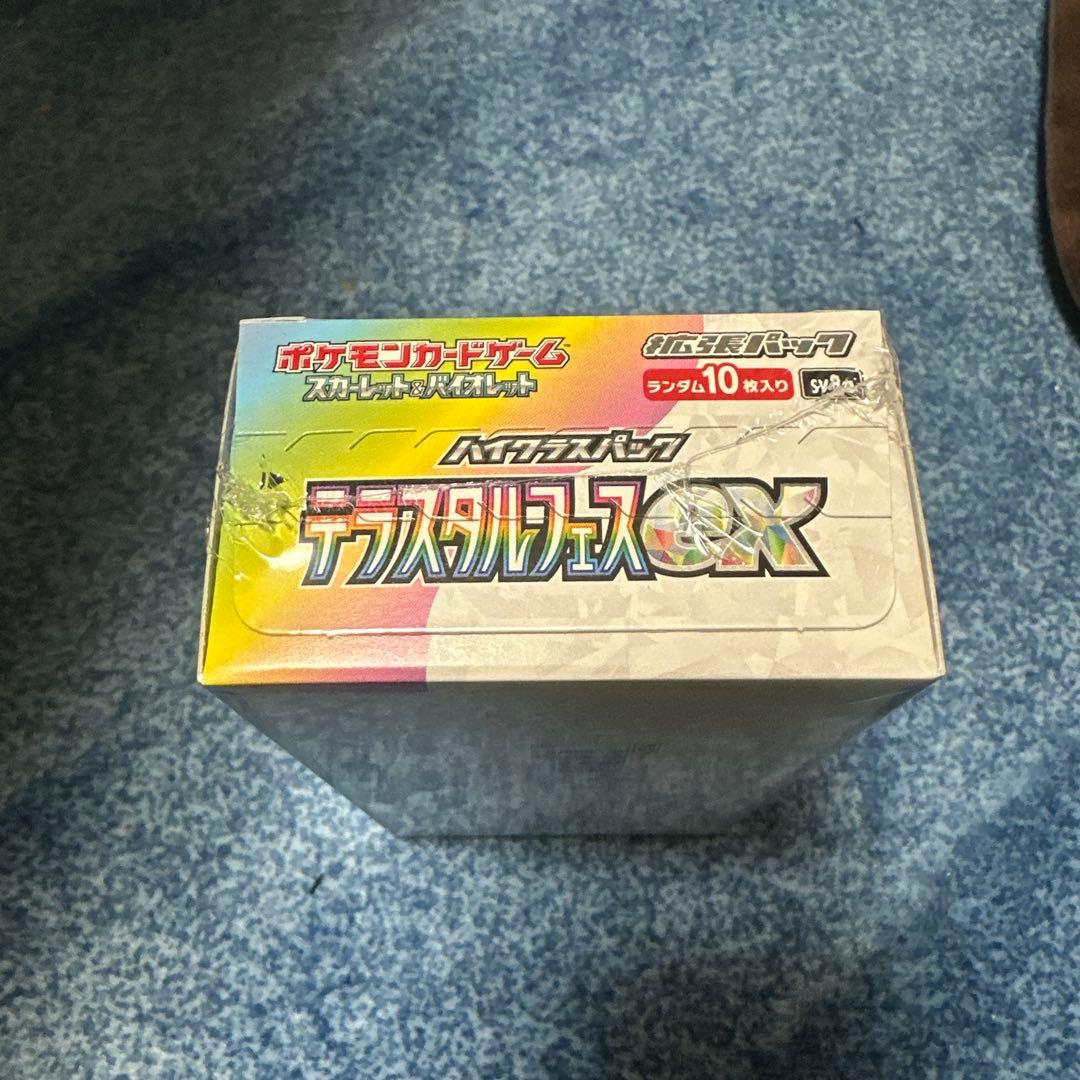 ポケモンカードゲーム™
スカーレット&バイオレット
拡張パック
ランダム10枚入り
ハイクラスパック
テラスタルフェスex